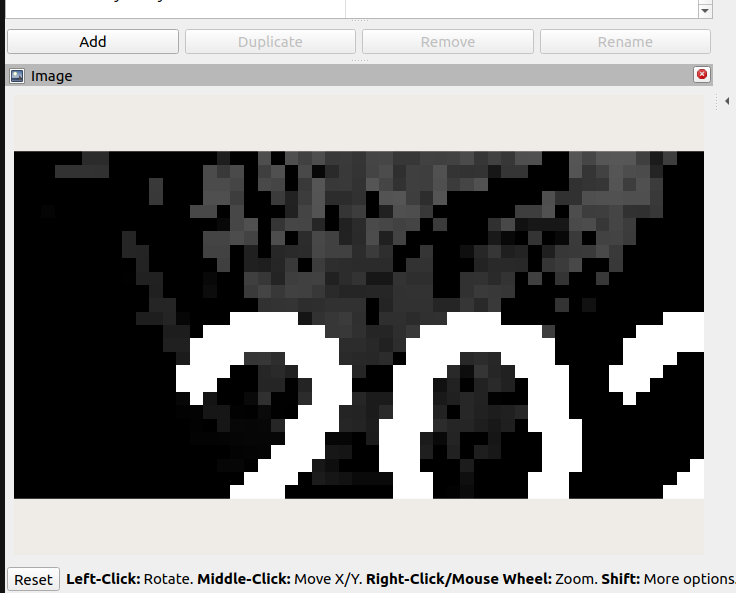 Add Duplicate Remove Rename
Image
20
Reset Left-Click: Rotate. Middle-Click: Move X/Y. Right-Click/Mouse Wheel: Zoom. Shift: More options.